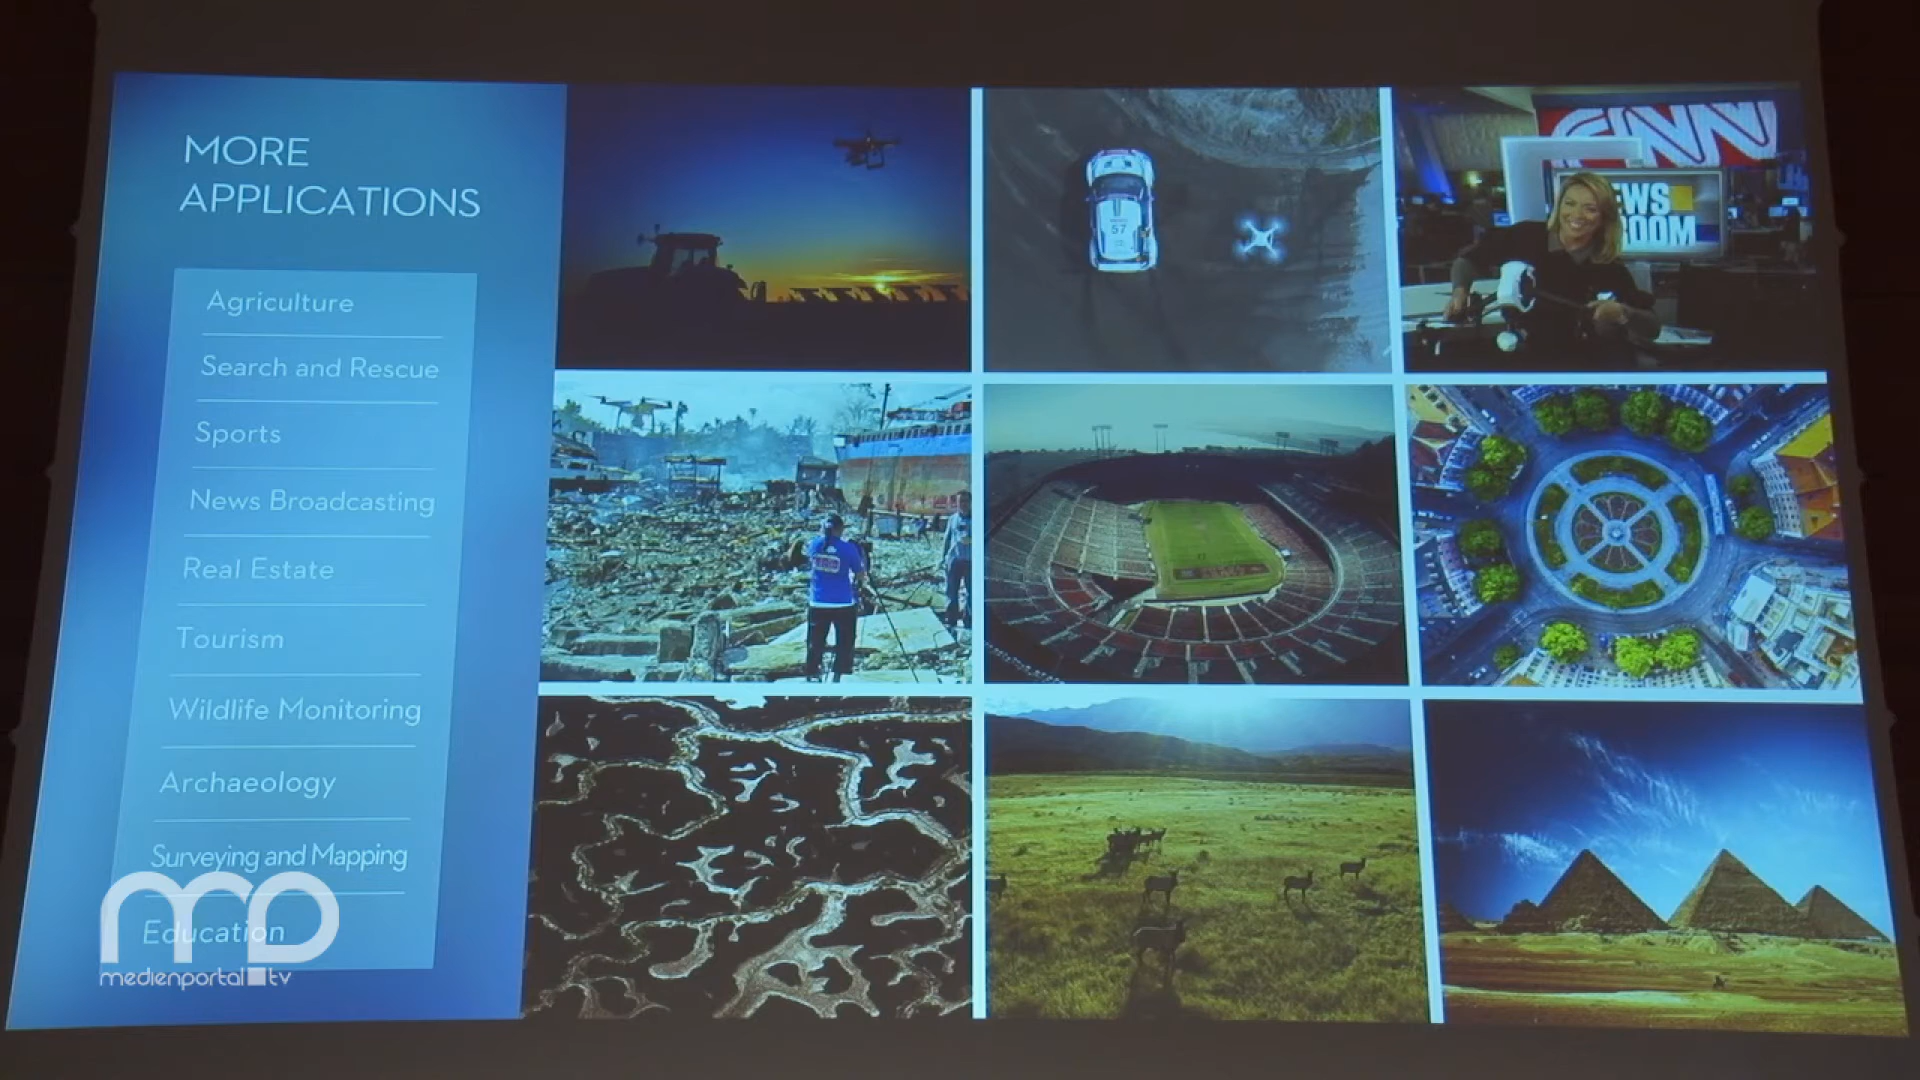 MORE
APPLICATIONS
Agriculture
Search and Rescue
Sports
News Broadcasting
Real Estate
Tourism
Wildlife Monitoring
Archaeology
Surveying and Mapping
Education
medienportal.tv
57
CNN
NEWS
ROOM